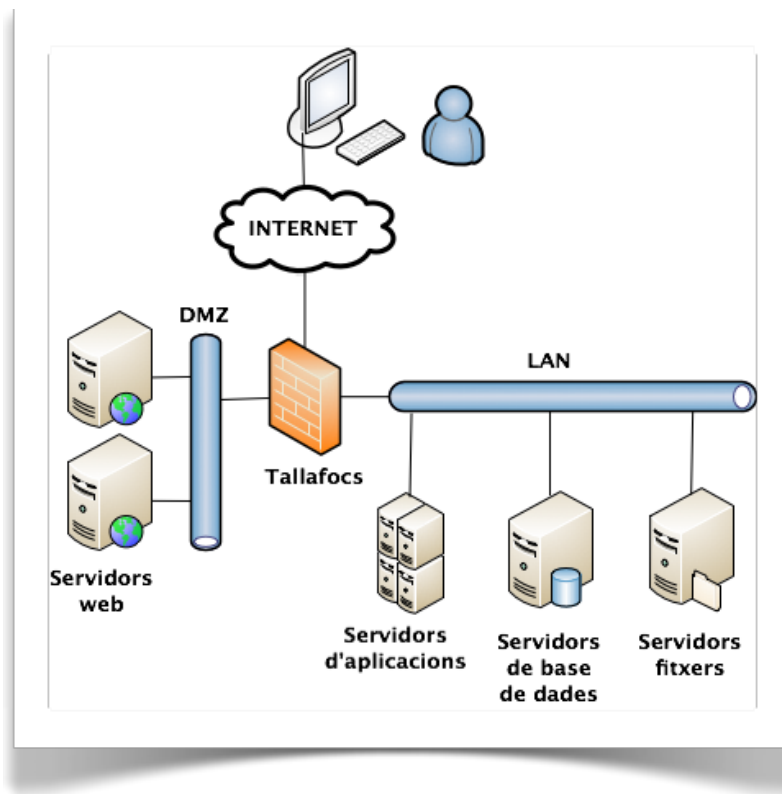 INTERNET
DMZ
LAN
Tallafocs
Servidors
web
Servidors
d'aplicacions
Servidors
de base
de dades
Servidors
fitxers